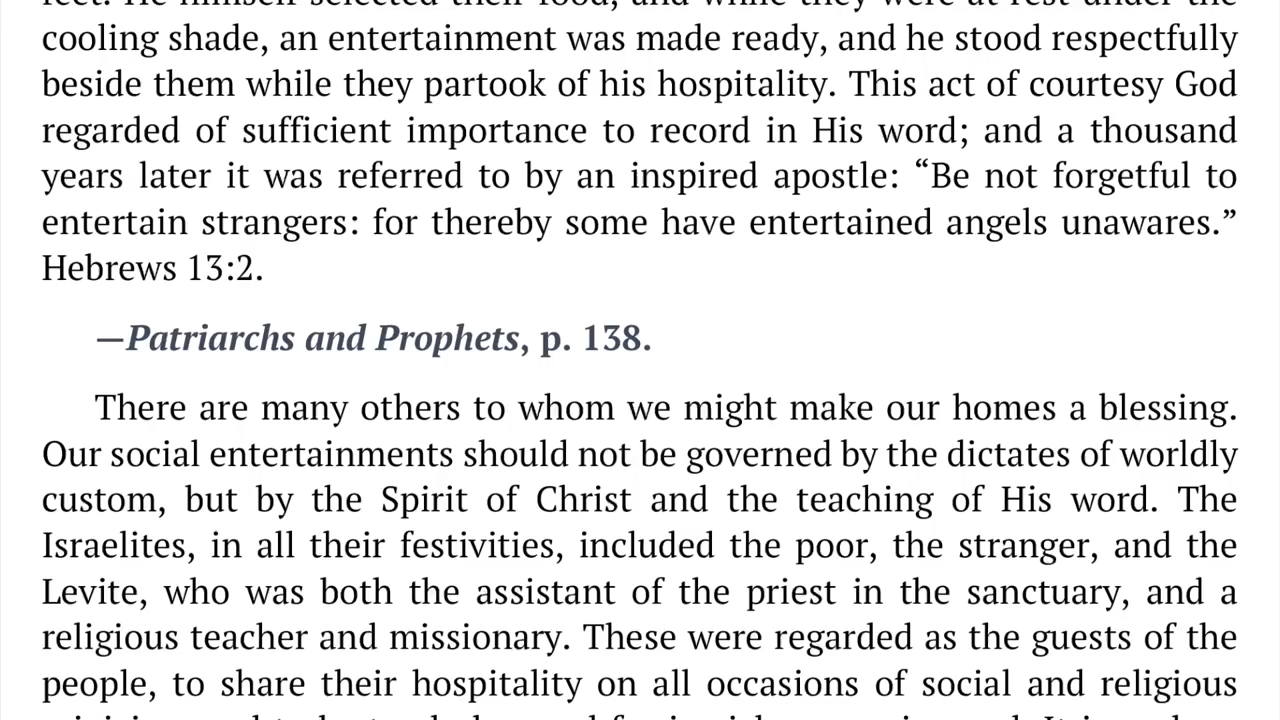 cooling shade, an entertainment was made ready, and he stood respectfully
beside them while they partook of his hospitality. This act of courtesy God
regarded of sufficient importance to record in His word; and a thousand
years later it was referred to by an inspired apostle: “Be not forgetful to
entertain strangers: for thereby some have entertained angels unawares.”
Hebrews 13:2.
—Patriarchs and Prophets, p. 138.
There are many others to whom we might make our homes a blessing.
Our social entertainments should not be governed by the dictates of worldly
custom, but by the Spirit of Christ and the teaching of His word. The
Israelites, in all their festivities, included the poor, the stranger, and the
Levite, who was both the assistant of the priest in the sanctuary, and a
religious teacher and missionary. These were regarded as the guests of the
people, to share their hospitality on all occasions of social and religious